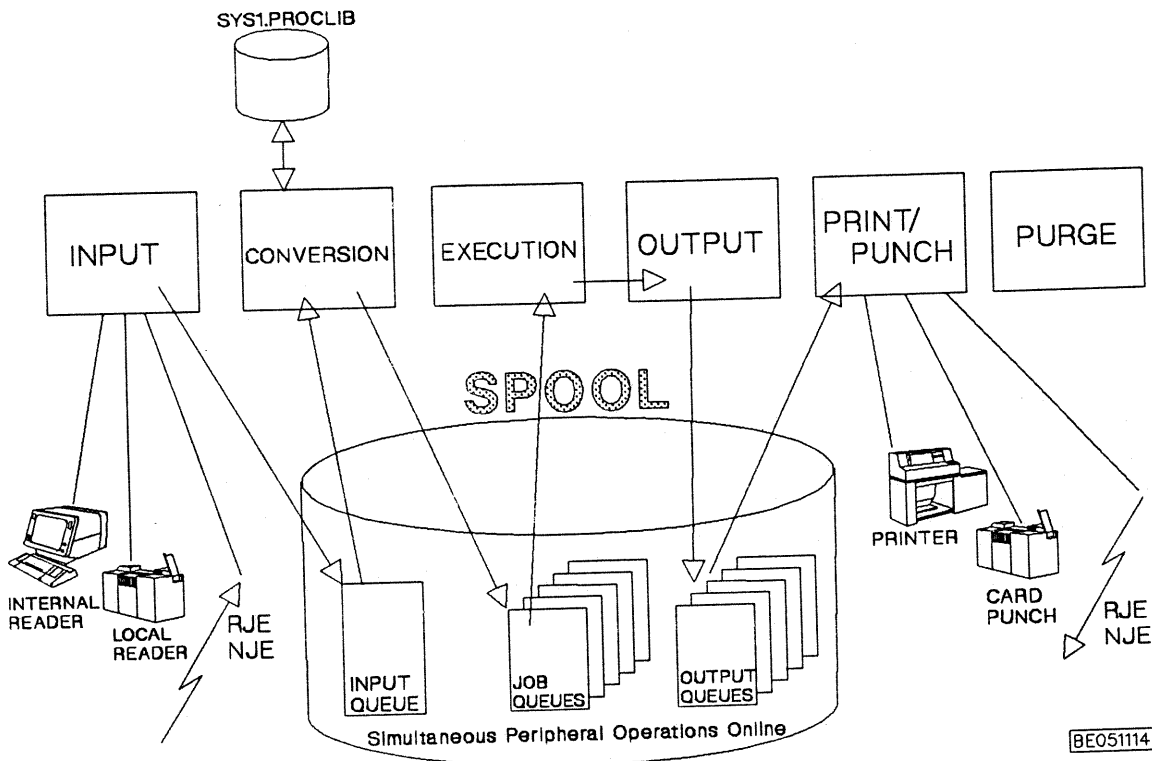 SYS1.PROCLIB
INPUT
CONVERSION
EXECUTION
OUTPUT
PRINT/
PUNCH
PURGE
SPOOL
INTERNAL
READER
LOCAL
READER
RJE
NJE
INPUT
QUEUE
JOB
QUEUES
OUTPUT
QUEUES
PRINTER
CARD
PUNCH
RJE
NJE
Simultaneous Peripheral Operations Online
BE051114